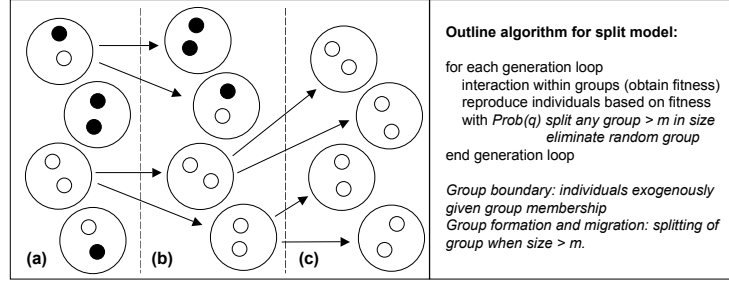 (a)
(b)
(c)
Outline algorithm for split model:
for each generation loop
interaction within groups (obtain fitness)
reproduce individuals based on fitness
with Prob(q) split any group > m in size
eliminate random group
end generation loop
Group boundary: individuals exogenously
given group membership
Group formation and migration: splitting of
group when size > m.